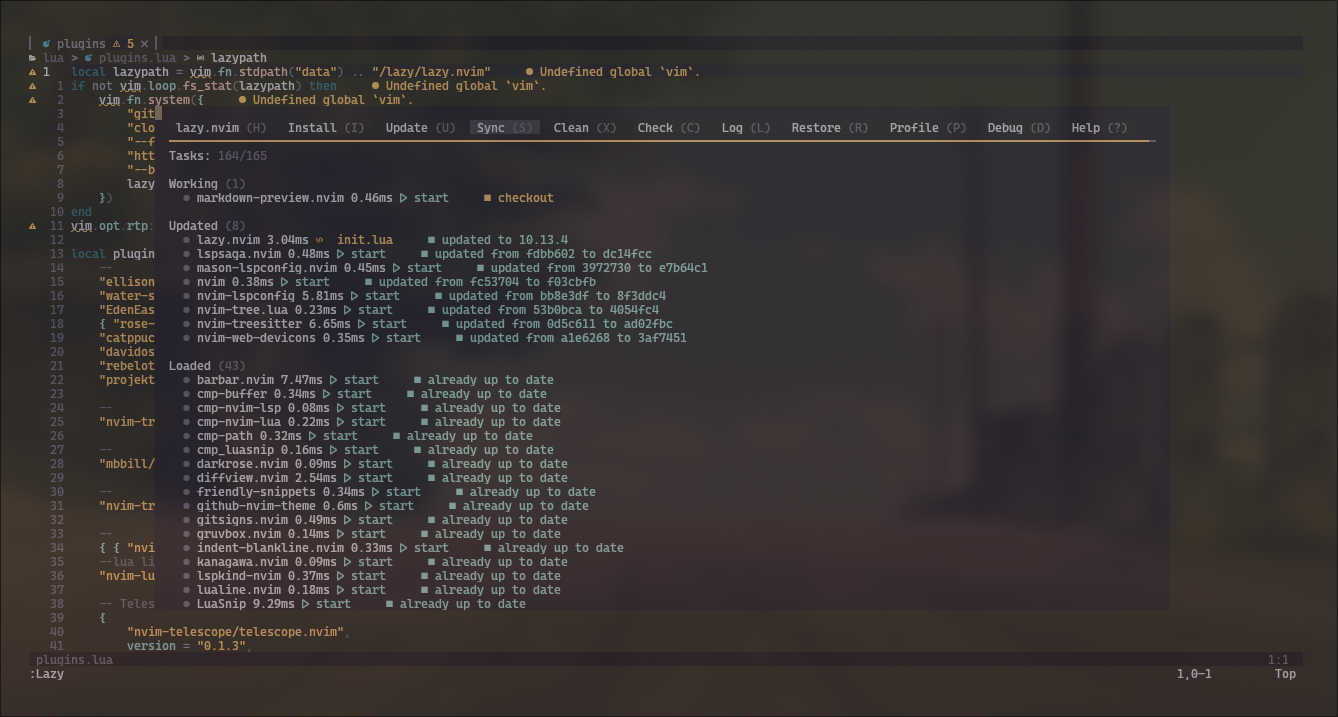 plugins 5 ×
lua > plugins.lua > lazypath
1 local lazypath = vim.fn.stdpath("data") .. "/lazy/lazy.nvim" ● Undefined global `vim`.
1 if not vim.loop.fs_stat(lazypath) then ● Undefined global `vim`.
2 vim.fn.system({ ● Undefined global `vim`.
3 "git
4 "clo lazy.nvim (H) Install (I) Update (U) Sync (S) Clean (X) Check (C) Log (L) Restore (R) Profile (P) Debug (D) Help (?)
5 "--f
6 "htt Tasks: 164/165
7 "--b
8 lazy Working (1)
9 }) ● markdown-preview.nvim 0.46ms ▷ start ■ checkout
10 end
11 vim.opt.rtp: Updated (8)
12 ● lazy.nvim 3.04ms init.lua ■ updated to 10.13.4
13 local plugin ● lspsaga.nvim 0.48ms ▷ start ■ updated from fdbb602 to dc14fcc
14 -- ● mason-lspconfig.nvim 0.45ms ▷ start ■ updated from 3972730 to e7b64c1
15 "ellison ● nvim 0.38ms ▷ start ■ updated from fc53704 to f03cbfb
16 "water-s ● nvim-lspconfig 5.81ms ▷ start ■ updated from bb8e3df to 8f3ddc4
17 "EdenEas ● nvim-tree.lua 0.23ms ▷ start ■ updated from 53b0bca to 4054fc4
18 { "rose- ● nvim-treesitter 6.65ms ▷ start ■ updated from 0d5c611 to ad02fbc
19 "catppuc ● nvim-web-devicons 0.35ms ▷ start ■ updated from a1e6268 to 3af7451
20 "davidos
21 "rebelot Loaded (43)
22 "projekt ● barbar.nvim 7.47ms ▷ start ■ already up to date
23 ● cmp-buffer 0.34ms ▷ start ■ already up to date
24 -- ● cmp-nvim-lsp 0.08ms ▷ start ■ already up to date
25 "nvim-tr ● cmp-nvim-lua 0.22ms ▷ start ■ already up to date
26 ● cmp-path 0.32ms ▷ start ■ already up to date
27 -- ● cmp_luasnip 0.16ms ▷ start ■ already up to date
28 "mbbill/ ● darkrose.nvim 0.09ms ▷ start ■ already up to date
29 ● diffview.nvim 2.54ms ▷ start ■ already up to date
30 -- ● friendly-snippets 0.34ms ▷ start ■ already up to date
31 "nvim-tr ● github-nvim-theme 0.6ms ▷ start ■ already up to date
32 ● gitsigns.nvim 0.49ms ▷ start ■ already up to date
33 -- ● gruvbox.nvim 0.14ms ▷ start ■ already up to date
34 { { "nvi ● indent-blankline.nvim 0.33ms ▷ start ■ already up to date
35 --lua li ● kanagawa.nvim 0.09ms ▷ start ■ already up to date
36 "nvim-lu ● lspkind-nvim 0.37ms ▷ start ■ already up to date
37 ● lualine.nvim 0.18ms ▷ start ■ already up to date
38 -- Teles ● LuaSnip 9.29ms ▷ start ■ already up to date
39 {
40 "nvim-telescope/telescope.nvim",
41 version = "0.1.3",
plugins.lua 1:1
:Lazy 1,0-1 Top